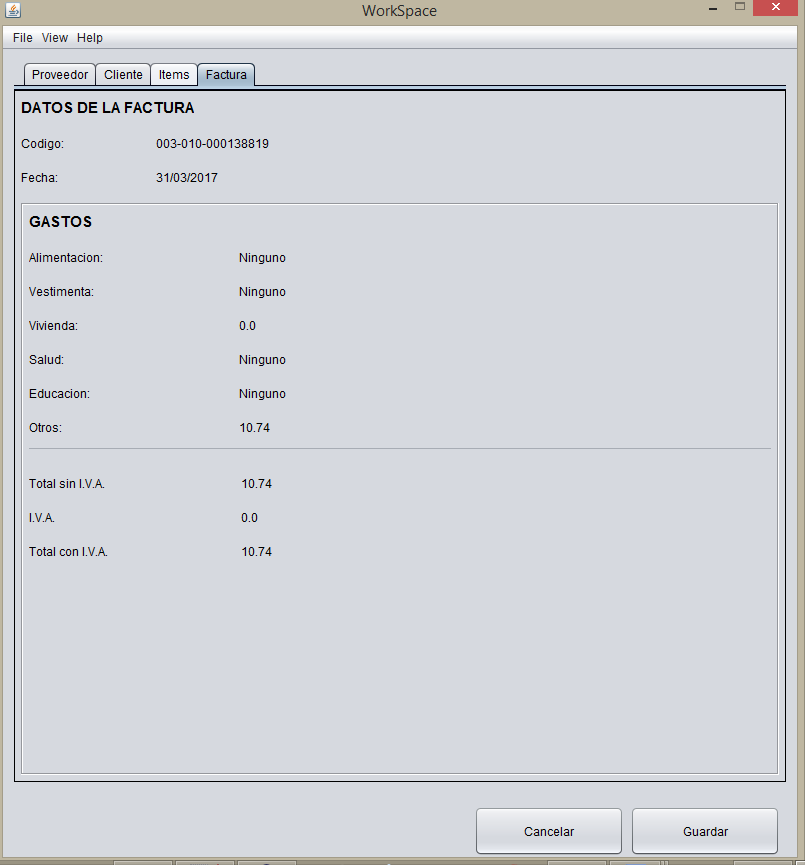 WorkSpace
File View Help
Proveedor Cliente Items Factura
DATOS DE LA FACTURA
Codigo: 003-010-000138819
Fecha: 31/03/2017
GASTOS
Alimentacion: Ninguno
Vestimenta: Ninguno
Vivienda: 0.0
Salud: Ninguno
Educacion: Ninguno
Otros: 10.74
Total sin I.V.A. 10.74
I.V.A. 0.0
Total con I.V.A. 10.74
Cancelar Guardar